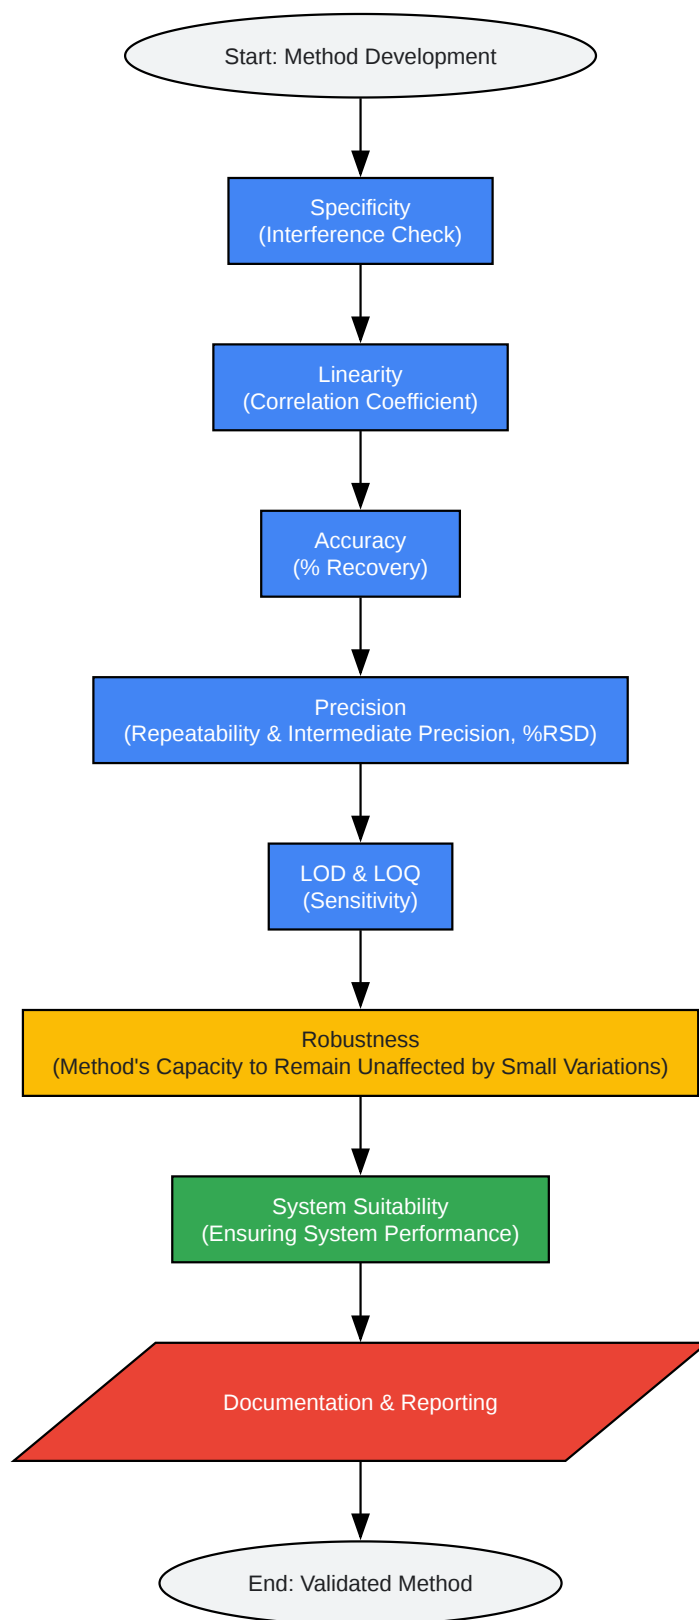 Start: Method Development
Specificity
(Interference Check)
Linearity
(Correlation Coefficient)
Accuracy
(% Recovery)
Precision
(Repeatability & Intermediate Precision, %RSD)
LOD & LOQ
(Sensitivity)
Robustness
(Method's Capacity to Remain Unaffected by Small Variations)
System Suitability
(Ensuring System Performance)
Documentation & Reporting
End: Validated Method